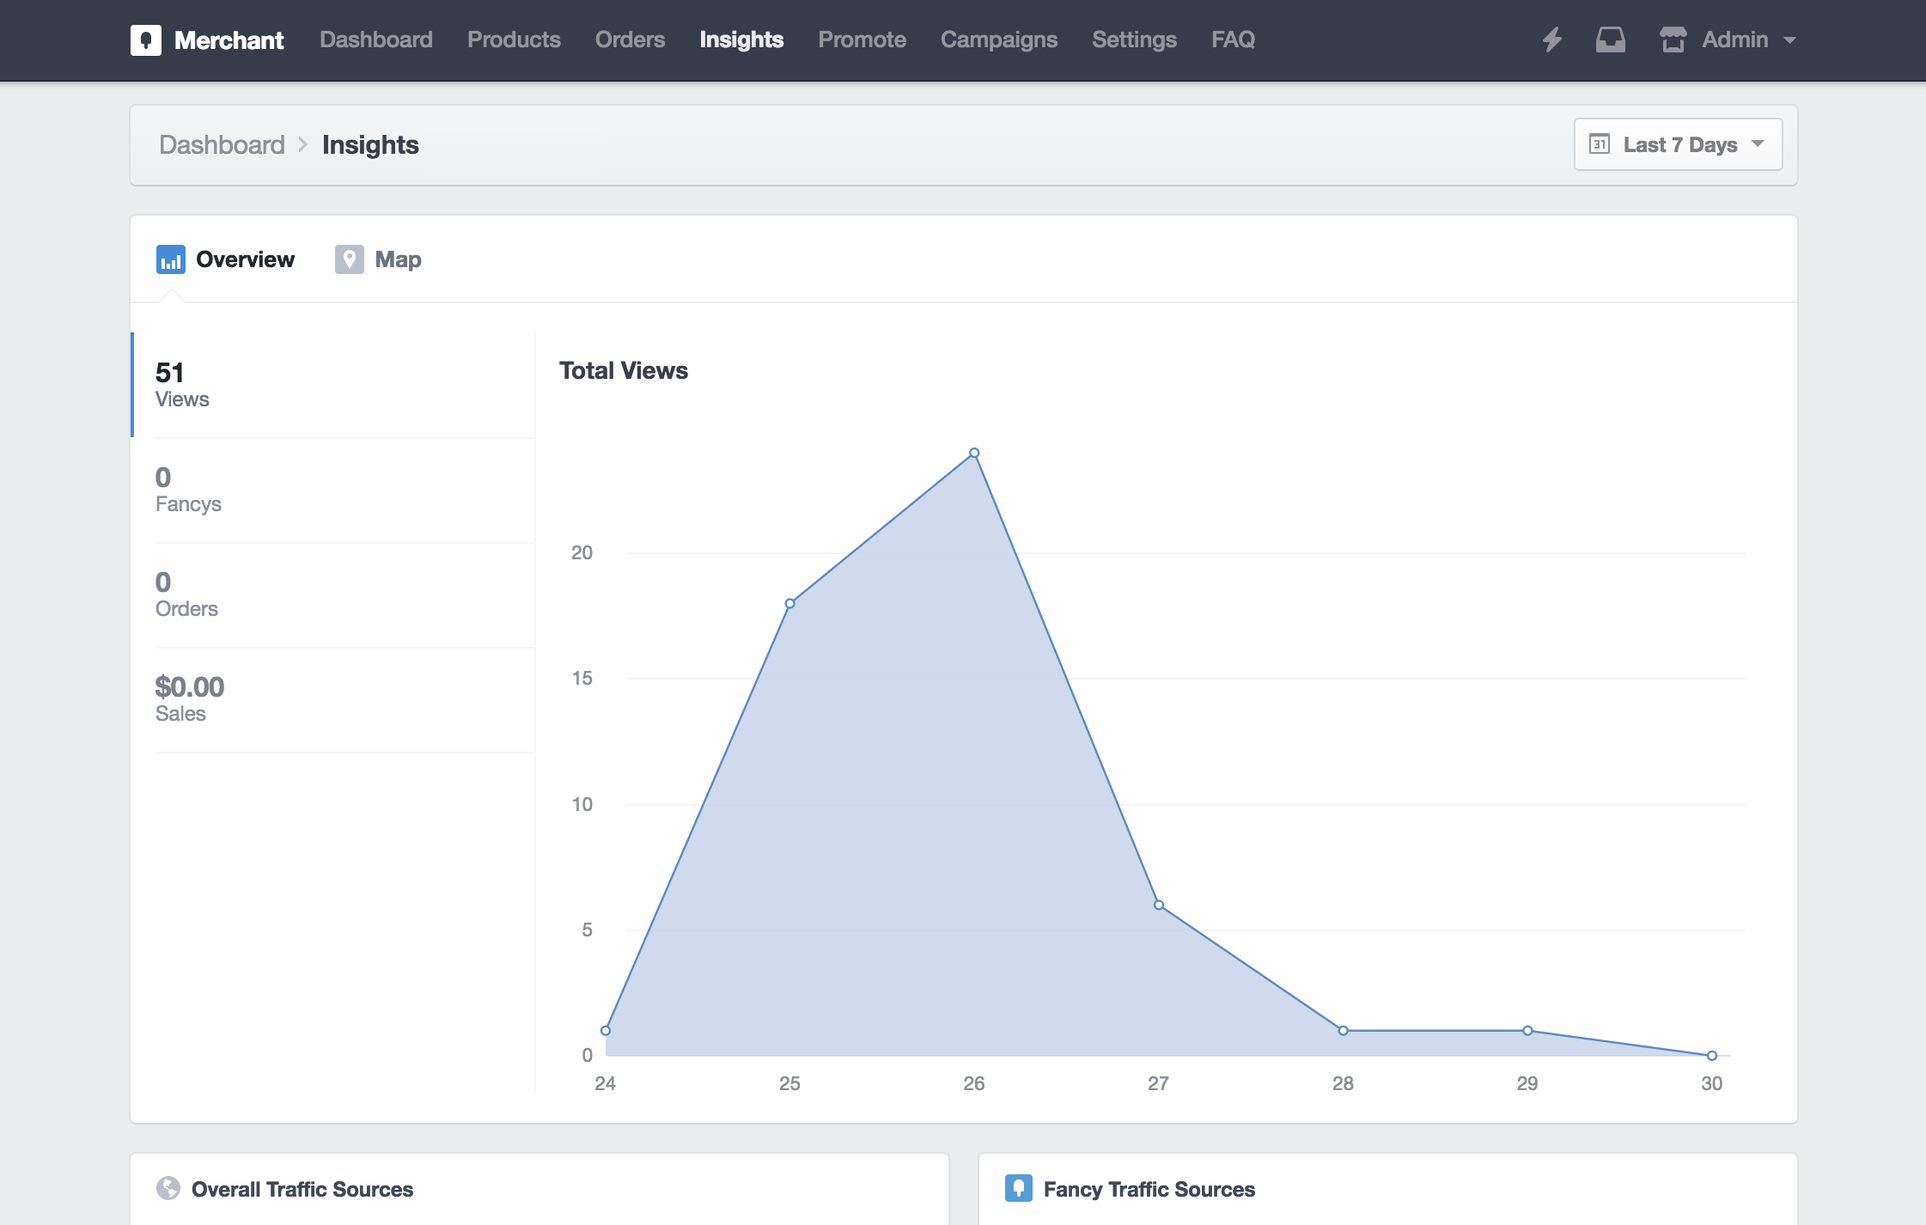 Merchant Dashboard Products Orders Insights Promote Campaigns Settings FAQ Admin
Dashboard Insights 31 Last 7 Days
Overview Map
51
Views
0
Fancys
0
Orders
$0.00
Sales
Total Views
20
15
10
5
0
24 25 26 27 28 29 30
Overall Traffic Sources
Fancy Traffic Sources